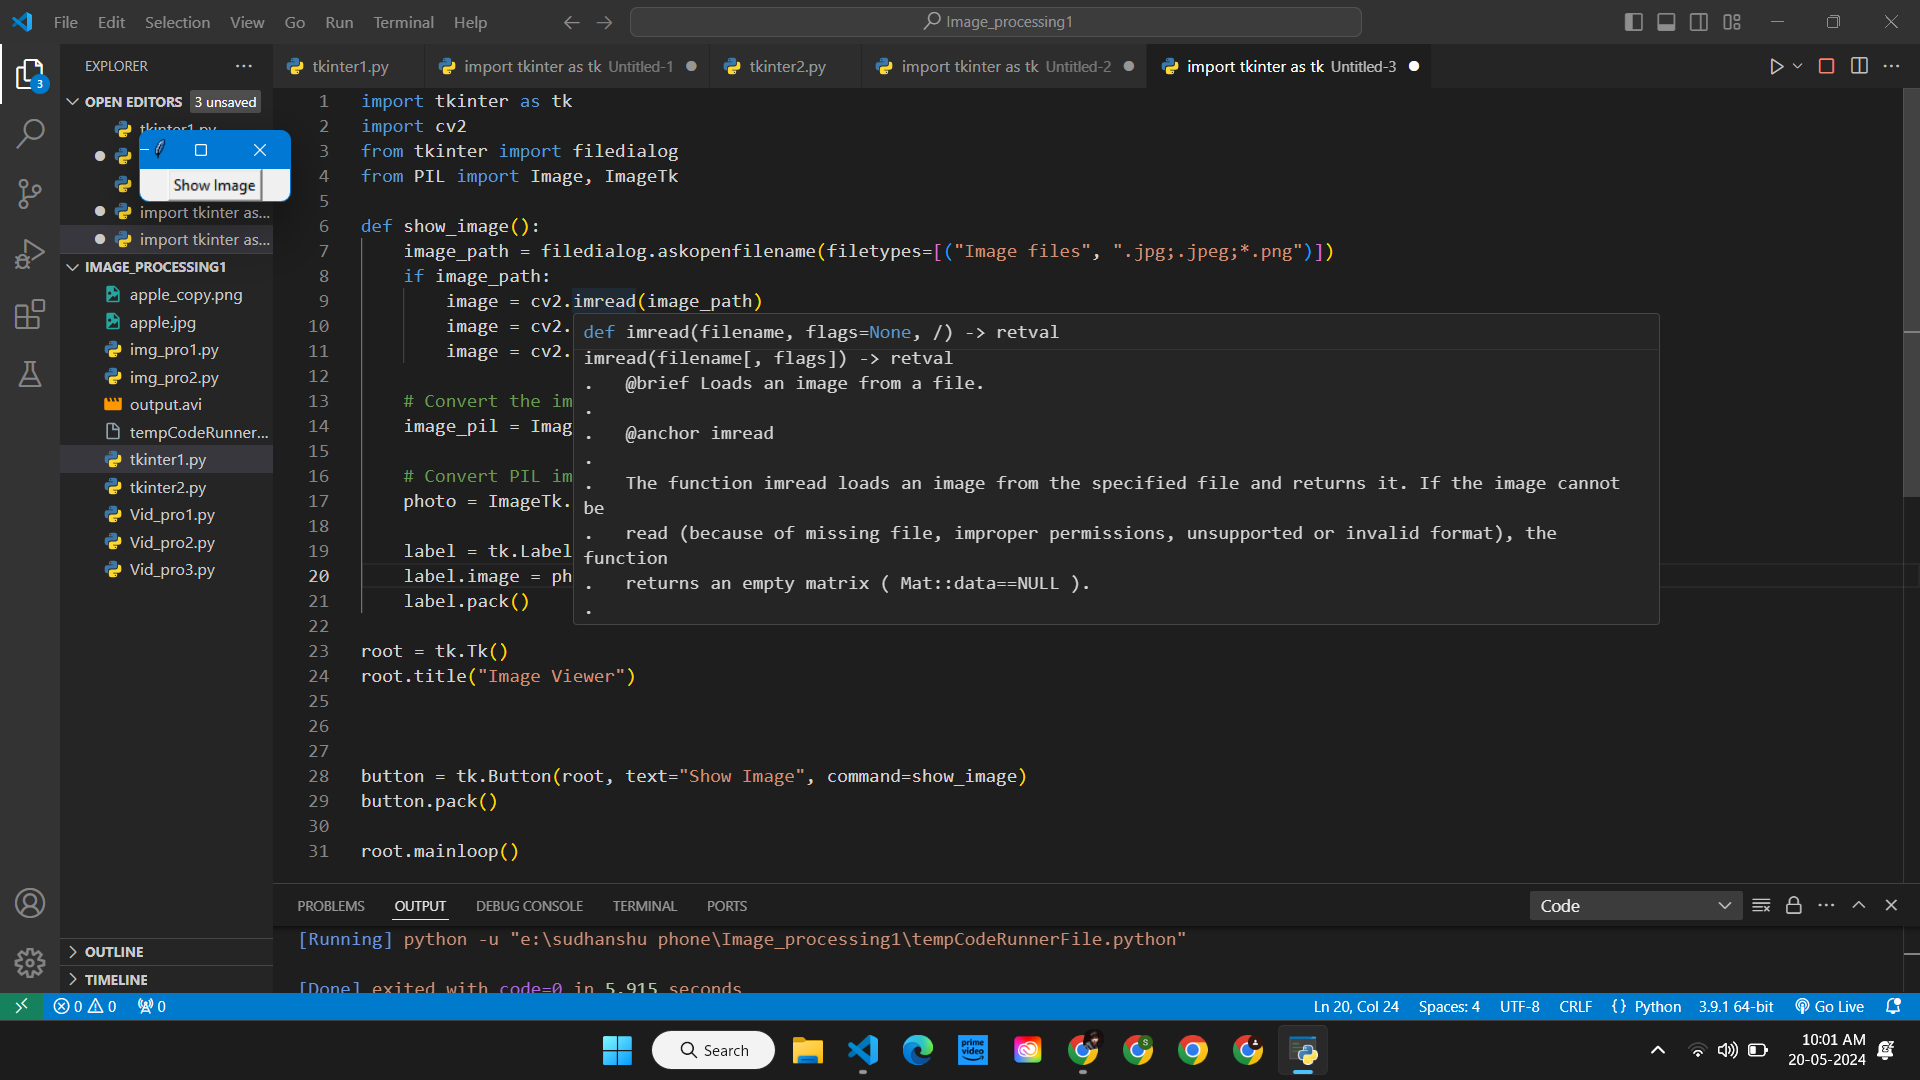 File Edit Selection View Go Run Terminal Help
Image_processing1
EXPLORER
tkinter1.py
import tkinter as tk Untitled-1
tkinter2.py
import tkinter as tk Untitled-2
import tkinter as tk Untitled-3
3
OPEN EDITORS 3 unsaved
tkinter1.py
Show Image
import tkinter as...
import tkinter as...
IMAGE_PROCESSING1
apple_copy.png
apple.jpg
img_pro1.py
img_pro2.py
output.avi
tempCodeRunner...
tkinter1.py
tkinter2.py
Vid_pro1.py
Vid_pro2.py
Vid_pro3.py
OUTLINE
TIMELINE
1 import tkinter as tk
2 import cv2
3 from tkinter import filedialog
4 from PIL import Image, ImageTk
5
6 def show_image():
7 image_path = filedialog.askopenfilename(filetypes=[("Image files", ".jpg;.jpeg;*.png")])
8 if image_path:
9 image = cv2.imread(image_path)
10 image = cv2.
11 image = cv2.
12
13 # Convert the im
14 image_pil = Imag
15
16 # Convert PIL im
17 photo = ImageTk.
18
19 label = tk.Label
20 label.image = ph
21 label.pack()
22
23 root = tk.Tk()
24 root.title("Image Viewer")
25
26
27
28 button = tk.Button(root, text="Show Image", command=show_image)
29 button.pack()
30
31 root.mainloop()
def imread(filename, flags=None, /) -> retval
imread(filename[, flags]) -> retval
. @brief Loads an image from a file.
.
. @anchor imread
.
. The function imread loads an image from the specified file and returns it. If the image cannot
be
. read (because of missing file, improper permissions, unsupported or invalid format), the
function
. returns an empty matrix ( Mat::data==NULL ).
.
PROBLEMS OUTPUT DEBUG CONSOLE TERMINAL PORTS
Code
[Running] python -u "e:\sudhanshu phone\Image_processing1\tempCodeRunnerFile.python"
[Done] exited with code=0 in 5.915 seconds
0 0 0
Ln 20, Col 24 Spaces: 4 UTF-8 CRLF {} Python 3.9.1 64-bit Go Live
Search
prime video
S
10:01 AM
20-05-2024